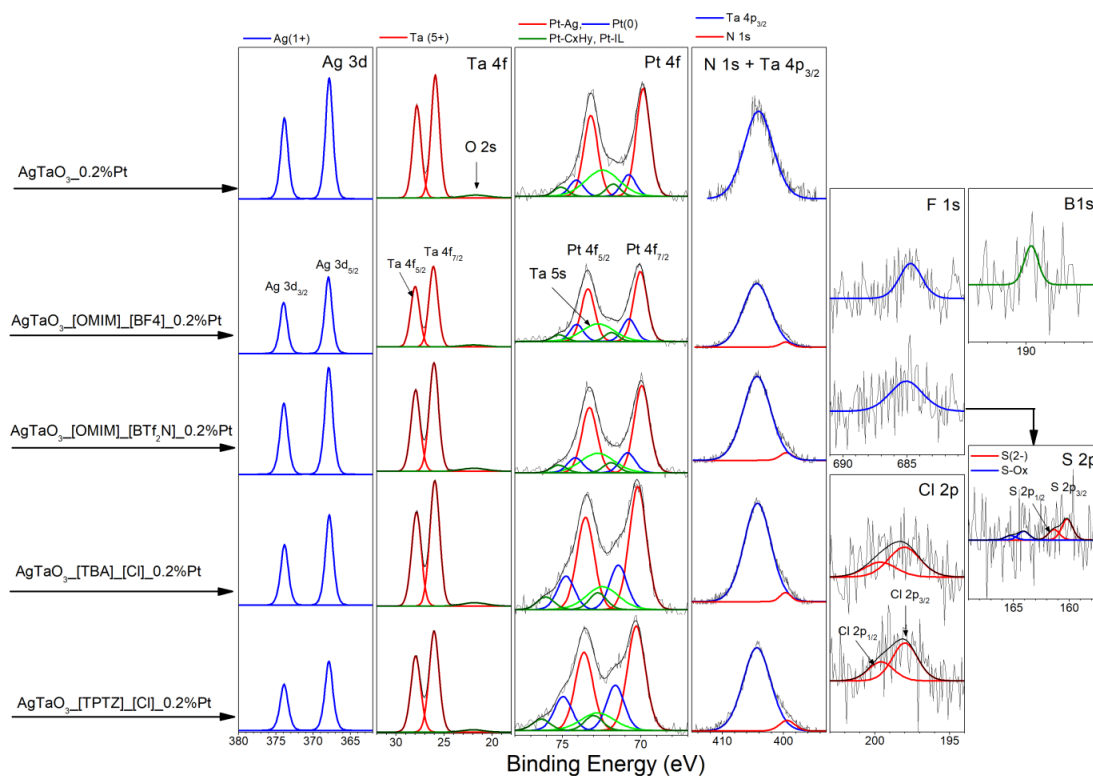 Ag(1+)
Ta (5+)
Pt-Ag, Pt(0)
Pt-CxHy, Pt-IL
Ta 4p3/2
N 1s
Ag 3d
Ta 4f
Pt 4f
N 1s + Ta 4p3/2
O 2s
AgTaO3_0.2%Pt
F 1s
B1s
Ag 3d3/2
Ag 3d5/2
Ta 4f5/2
Ta 4f7/2
Ta 5s
Pt 4f5/2
Pt 4f7/2
AgTaO3_[OMIM]_[BF4]_0.2%Pt
190
AgTaO3_[OMIM]_[BTf2N]_0.2%Pt
690 685
S(2-)
S-Ox
S 2p
S 2p1/2
S 2p3/2
165 160
Cl 2p
AgTaO3_[TBA]_[Cl]_0.2%Pt
Cl 2p1/2
Cl 2p3/2
AgTaO3_[TPTZ]_[Cl]_0.2%Pt
380 375 370 365 30 25 20 75 70 410 400 200 195
Binding Energy (eV)